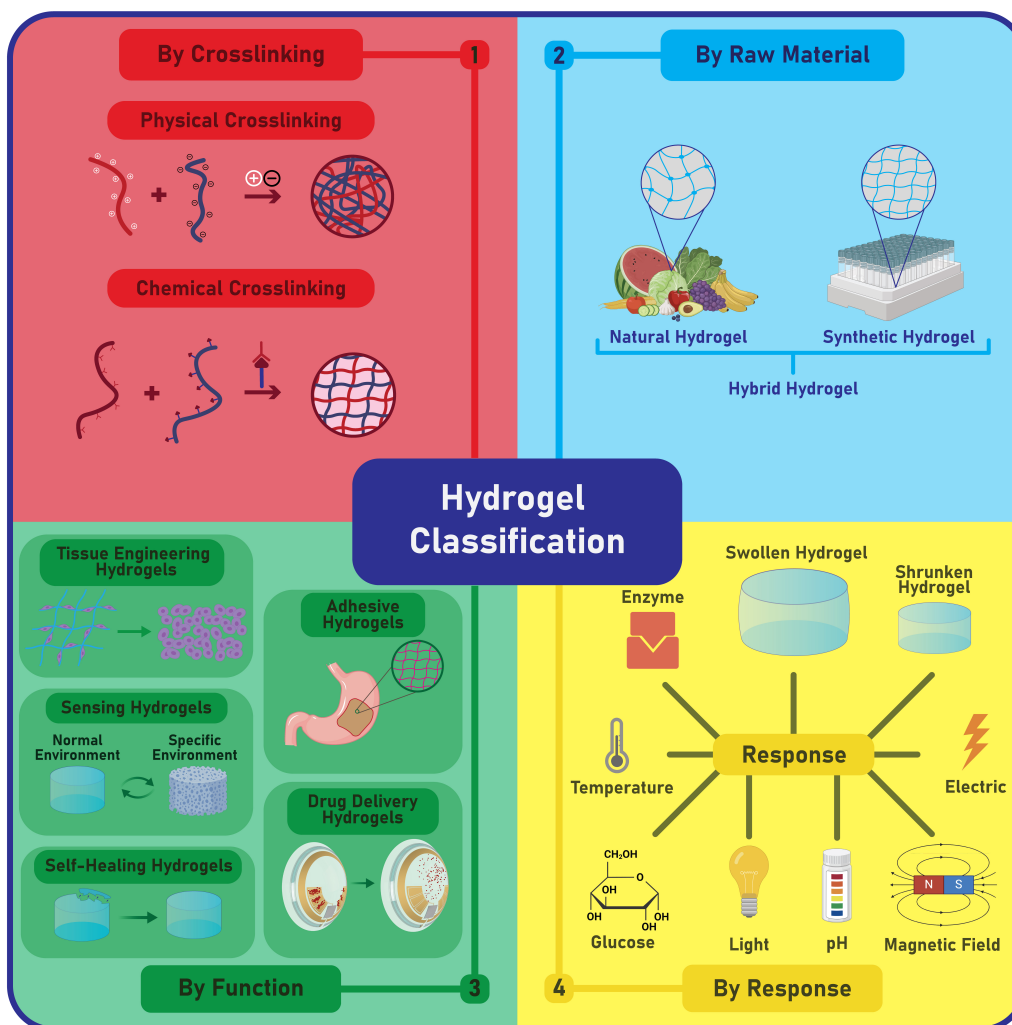 By Crosslinking
1
Physical Crosslinking
Chemical Crosslinking
2
By Raw Material
Natural Hydrogel
Synthetic Hydrogel
Hybrid Hydrogel
Hydrogel
Classification
Tissue Engineering
Hydrogels
Adhesive
Hydrogels
Sensing Hydrogels
Normal
Environment
Specific
Environment
Drug Delivery
Hydrogels
Self-Healing Hydrogels
By Function
3
Swollen Hydrogel
Shrunken
Hydrogel
Enzyme
Response
Temperature
Electric
CH₂OH
O
OH
OH
OH
OH
Glucose
Light
pH
N S
Magnetic Field
4
By Response